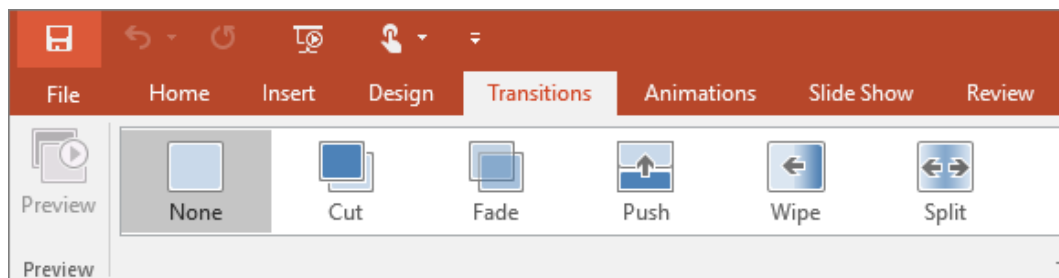 File Home Insert Design Transitions Animations Slide Show Review
Preview None Cut Fade Push Wipe Split
Preview